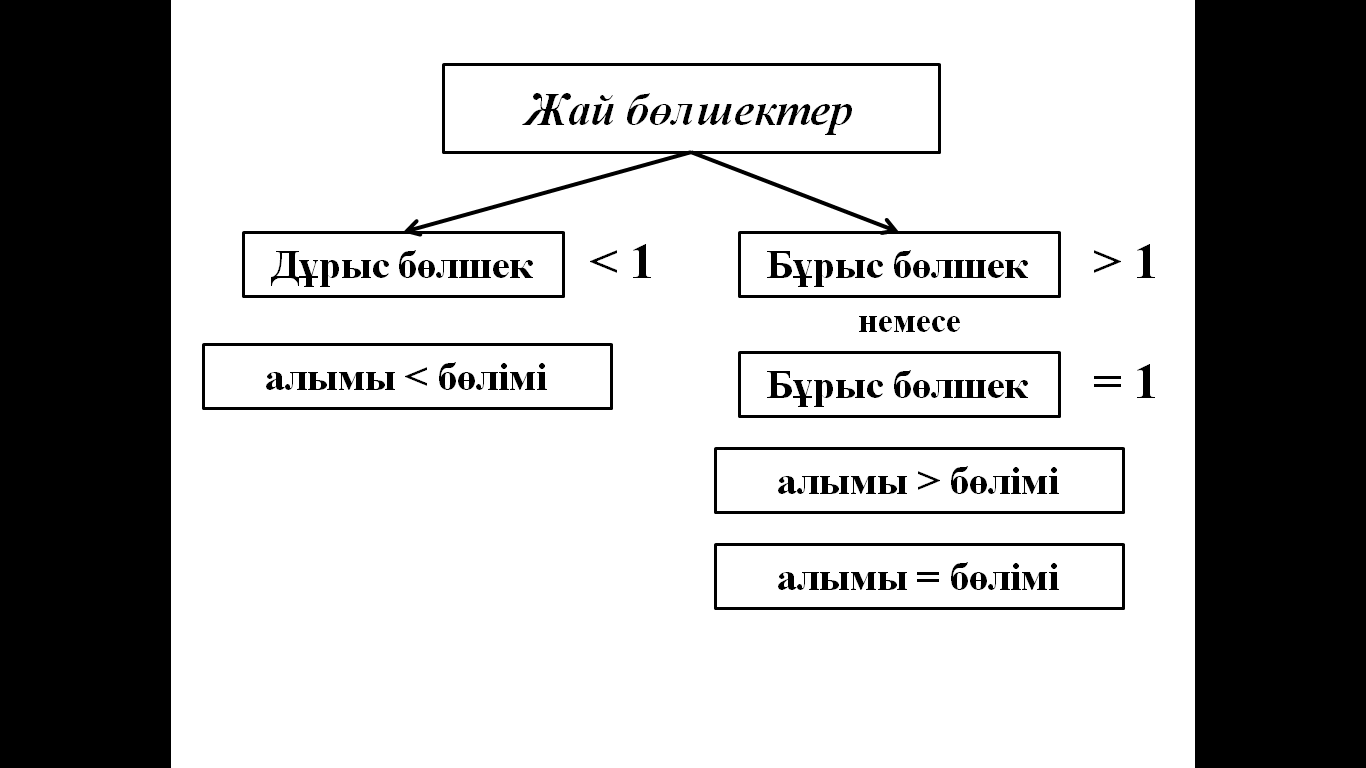 Жай бөлшектер
Дұрыс бөлшек < 1
Бұрыс бөлшек > 1
немесе
алымы < бөлімі
Бұрыс бөлшек = 1
алымы > бөлімі
алымы = бөлімі